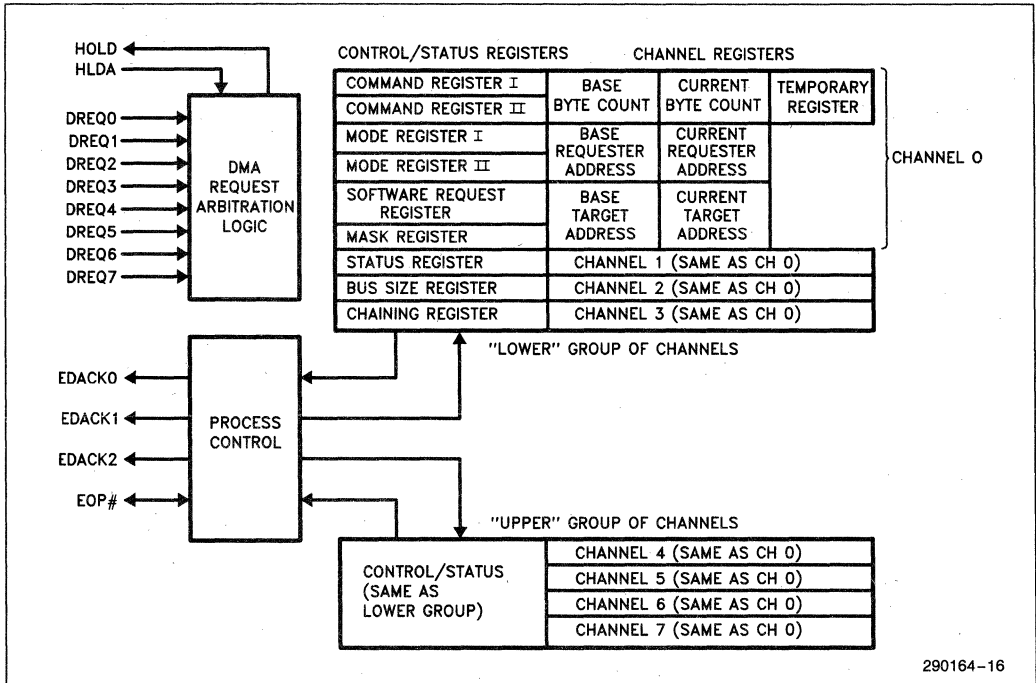 HOLD
HLDA
DREQ0
DREQ1
DREQ2
DREQ3
DREQ4
DREQ5
DREQ6
DREQ7
DMA
REQUEST
ARBITRATION
LOGIC
CONTROL/STATUS REGISTERS
CHANNEL REGISTERS
COMMAND REGISTER I
COMMAND REGISTER II
MODE REGISTER I
MODE REGISTER II
SOFTWARE REQUEST
REGISTER
MASK REGISTER
STATUS REGISTER
BUS SIZE REGISTER
CHAINING REGISTER
BASE
BYTE COUNT
CURRENT
BYTE COUNT
TEMPORARY
REGISTER
BASE
REQUESTER
ADDRESS
CURRENT
REQUESTER
ADDRESS
BASE
TARGET
ADDRESS
CURRENT
TARGET
ADDRESS
CHANNEL 0
CHANNEL 1 (SAME AS CH 0)
CHANNEL 2 (SAME AS CH 0)
CHANNEL 3 (SAME AS CH 0)
"LOWER" GROUP OF CHANNELS
EDACK0
EDACK1
EDACK2
EOP#
PROCESS
CONTROL
"UPPER" GROUP OF CHANNELS
CONTROL/STATUS
(SAME AS
LOWER GROUP)
CHANNEL 4 (SAME AS CH 0)
CHANNEL 5 (SAME AS CH 0)
CHANNEL 6 (SAME AS CH 0)
CHANNEL 7 (SAME AS CH 0)
290164-16